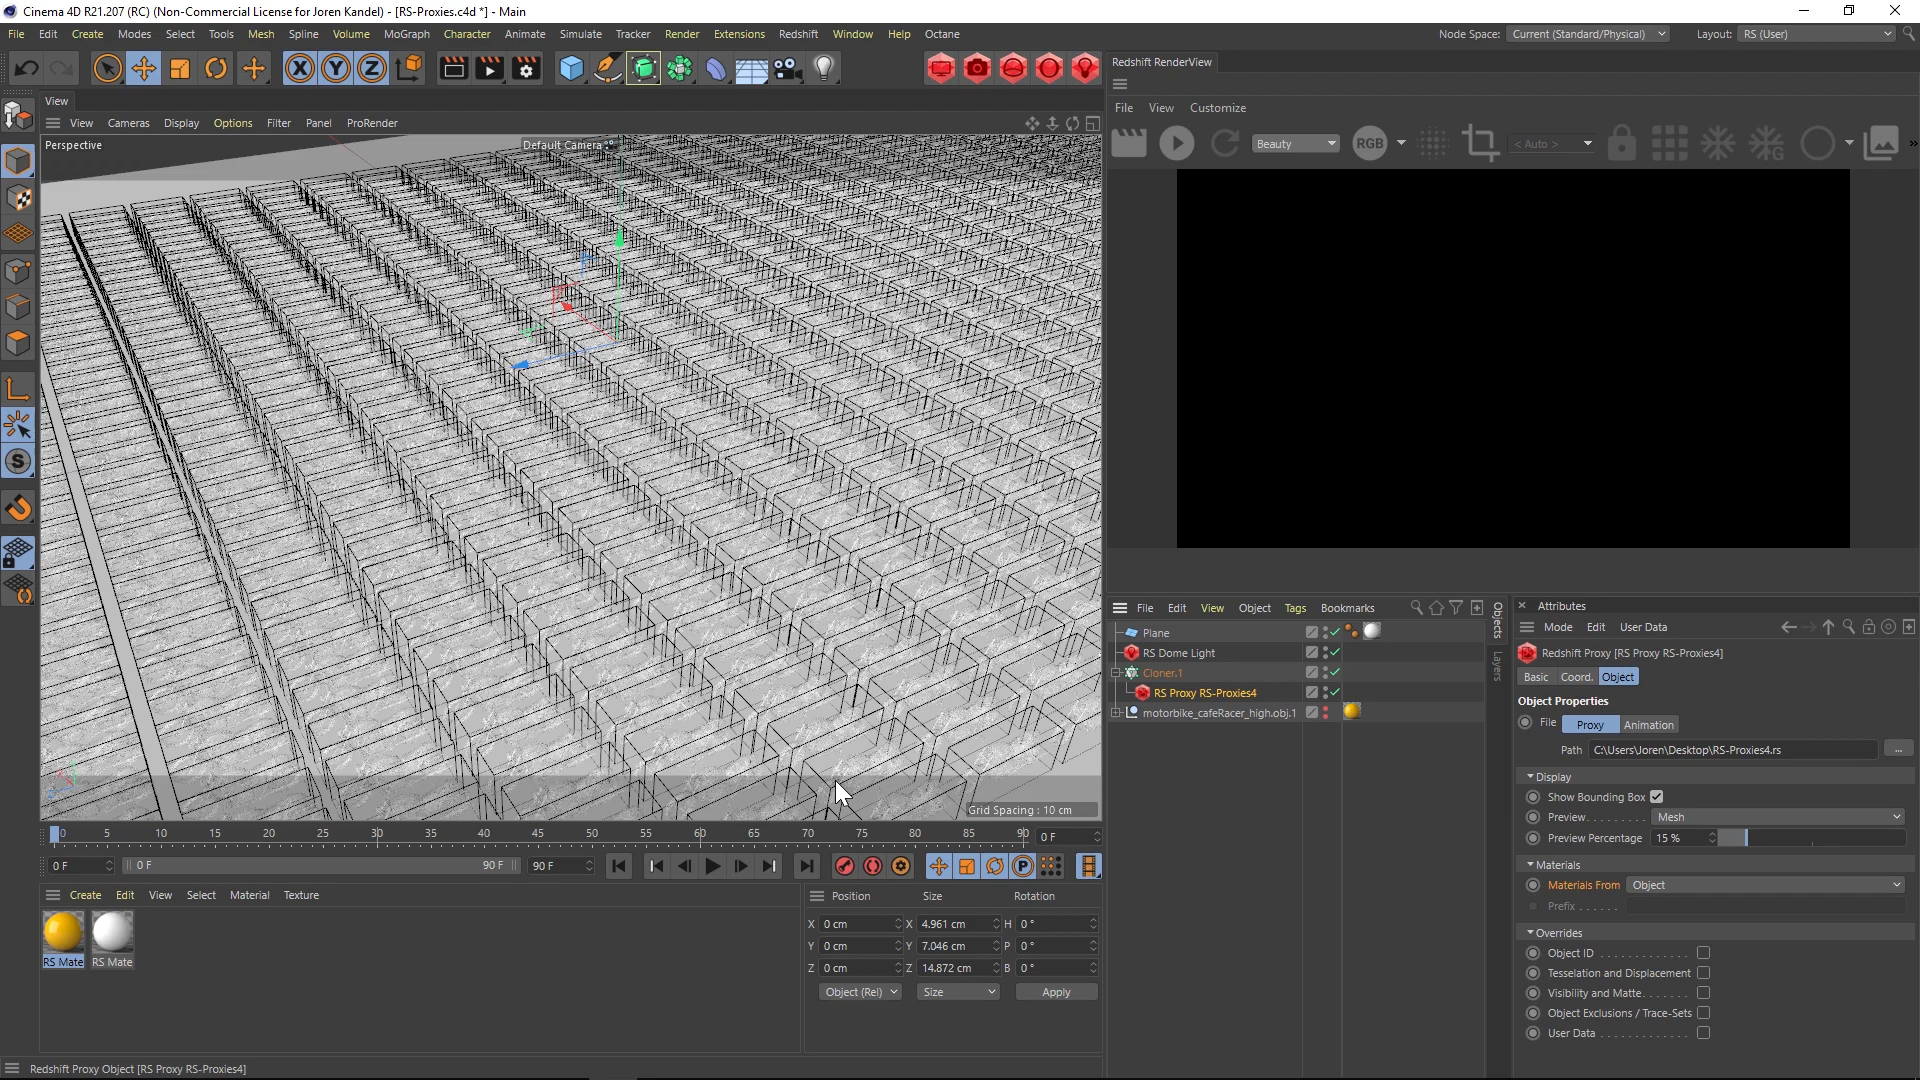 Cinema 4D R21.207 (RC) (Non-Commercial License for Joren Kandel) - [RS-Proxies.c4d *] - Main
File Edit Create Modes Select Tools Mesh Spline Volume MoGraph Character Animate Simulate Tracker Render Extensions Redshift Window Help Octane
Node Space: Current (Standard/Physical) Layout: RS (User)
X Y Z
Redshift RenderView
View
View Cameras Display Options Filter Panel ProRender
File View Customize
Perspective
Default Camera
Beauty
RGB
< Auto >
Grid Spacing : 10 cm
File Edit View Object Tags Bookmarks
Objects
Layers
Plane
RS Dome Light
Cloner.1
RS Proxy RS-Proxies4
motorbike_cafeRacer_high.obj.1
Attributes
Mode Edit User Data
Redshift Proxy [RS Proxy RS-Proxies4]
Basic Coord. Object
Object Properties
File Proxy Animation
Path C:\Users\Joren\Desktop\RS-Proxies4.rs ...
Display
Show Bounding Box
Preview. . . . . . . . . Mesh
Preview Percentage 15 %
Materials
Materials From Object
Prefix . . . . . .
Overrides
Object ID . . . . . . . . . . . . .
Tesselation and Displacement
Visibility and Matte. . . . . . .
Object Exclusions / Trace-Sets
User Data . . . . . . . . . . . . .
0 5 10 15 20 25 30 35 40 45 50 55 60 65 70 75 80 85 90 0 F
0 F 0 F 90 F 90 F
P
Create Edit View Select Material Texture
RS Mate RS Mate
Position Size Rotation
X 0 cm X 4.961 cm H 0 °
Y 0 cm Y 7.046 cm P 0 °
Z 0 cm Z 14.872 cm B 0 °
Object (Rel) Size Apply
Redshift Proxy Object [RS Proxy RS-Proxies4]